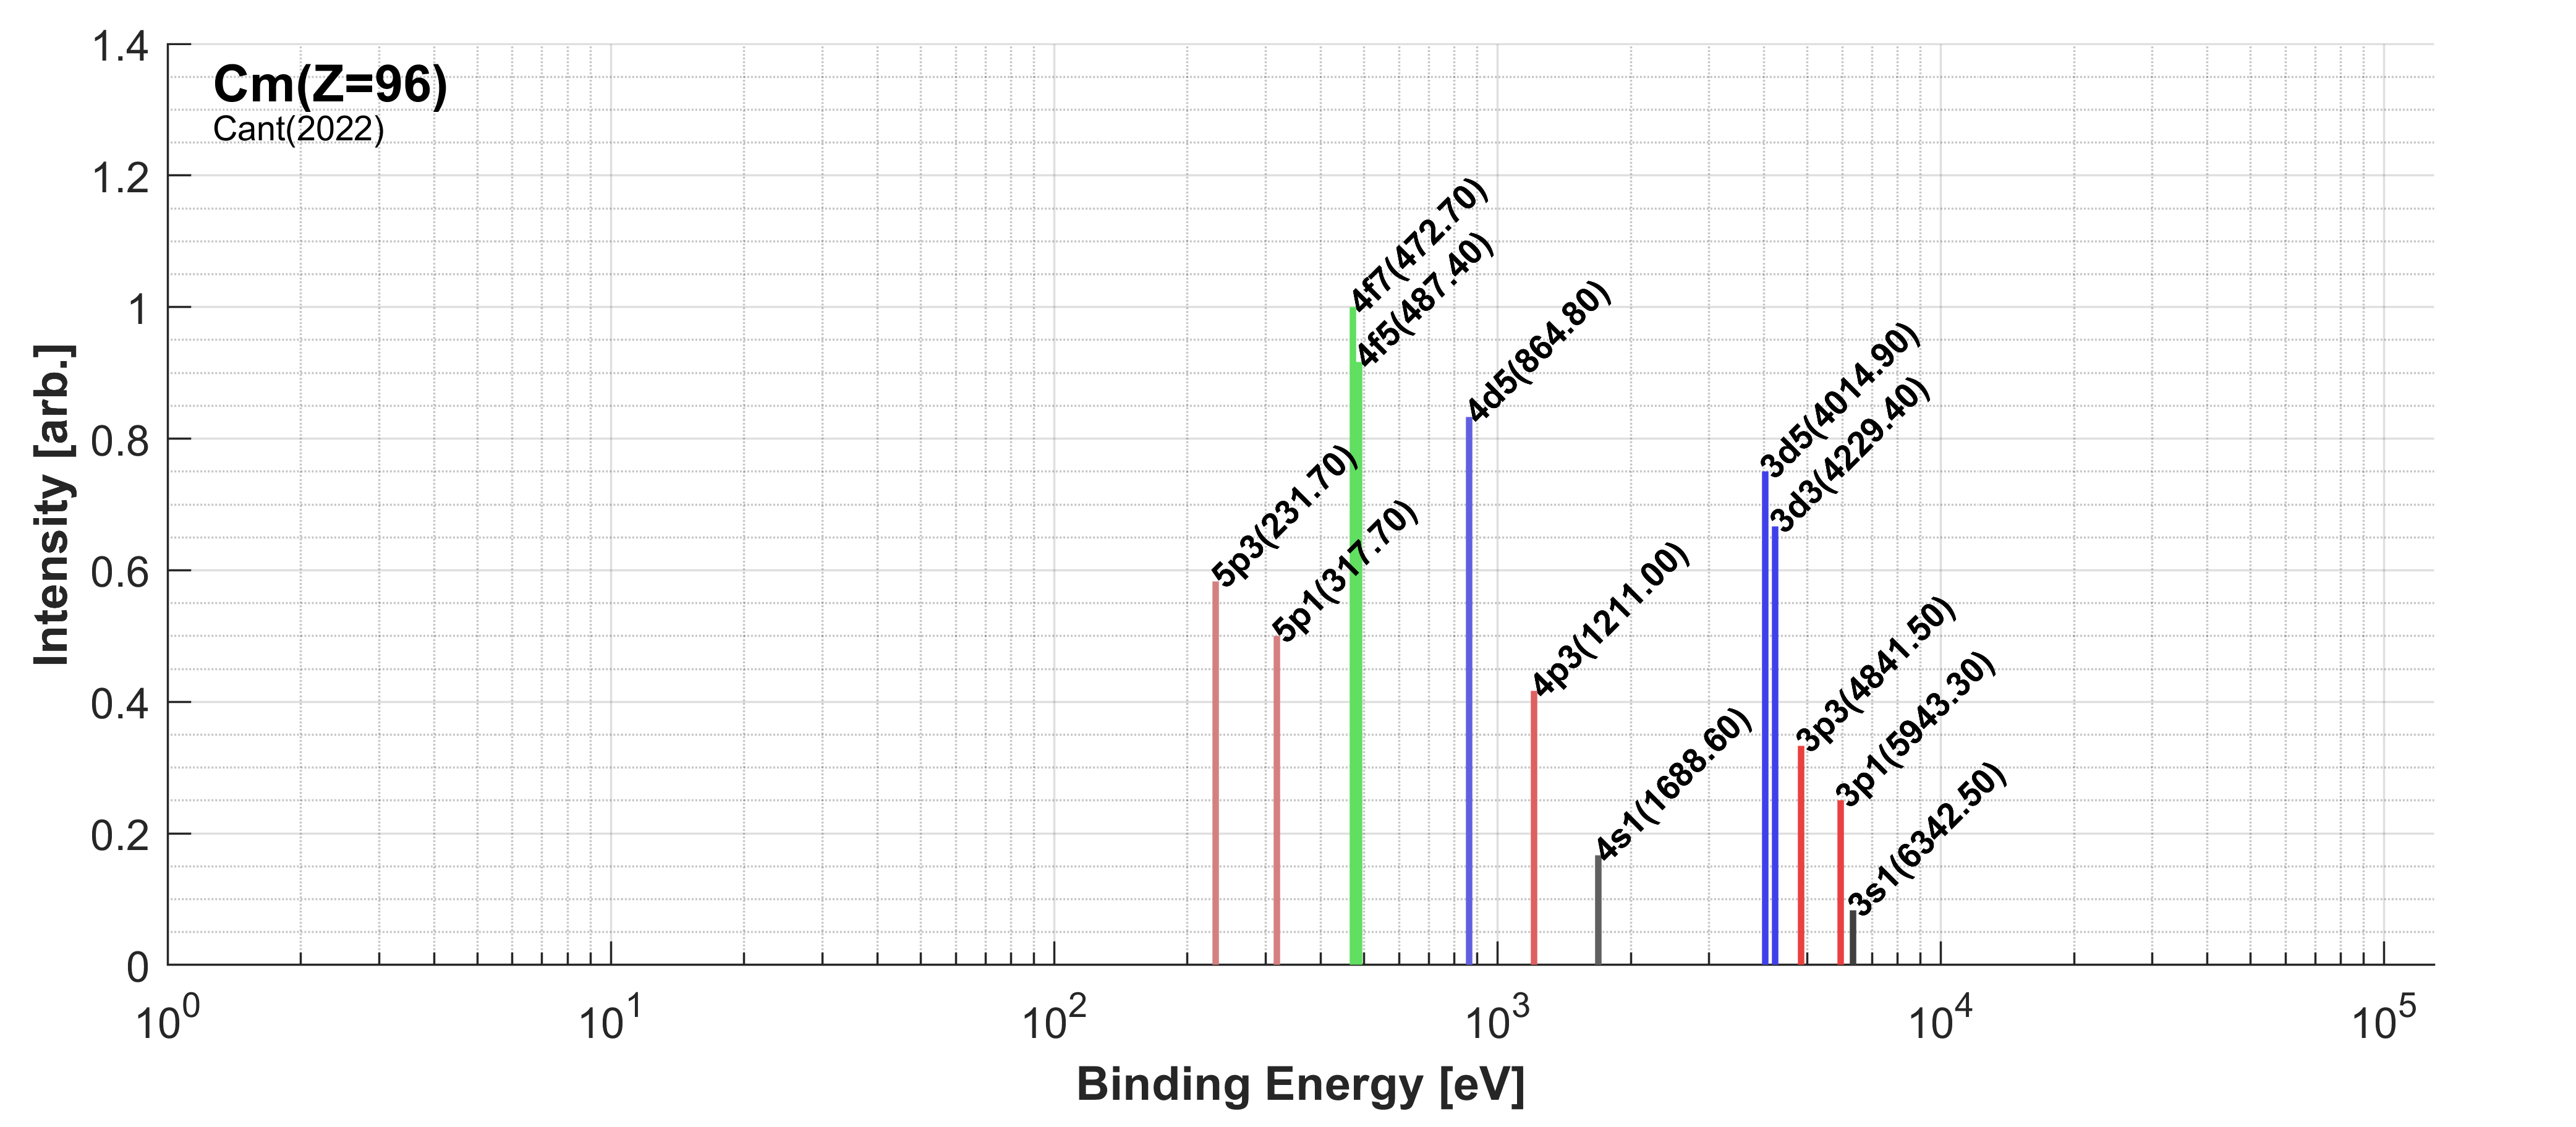 Cm(Z=96)
Cant(2022)
Intensity [arb.]
1.4
1.2
1
0.8
0.6
0.4
0.2
0
4f7(472.70)
4f5(487.40)
4d5(864.80)
3d5(4014.90)
3d3(4229.40)
5p3(231.70)
5p1(317.70)
4p3(1211.00)
3p3(4841.50)
3p1(5943.30)
4s1(1688.60)
3s1(6342.50)
10^0 10^1 10^2 10^3 10^4 10^5
Binding Energy [eV]